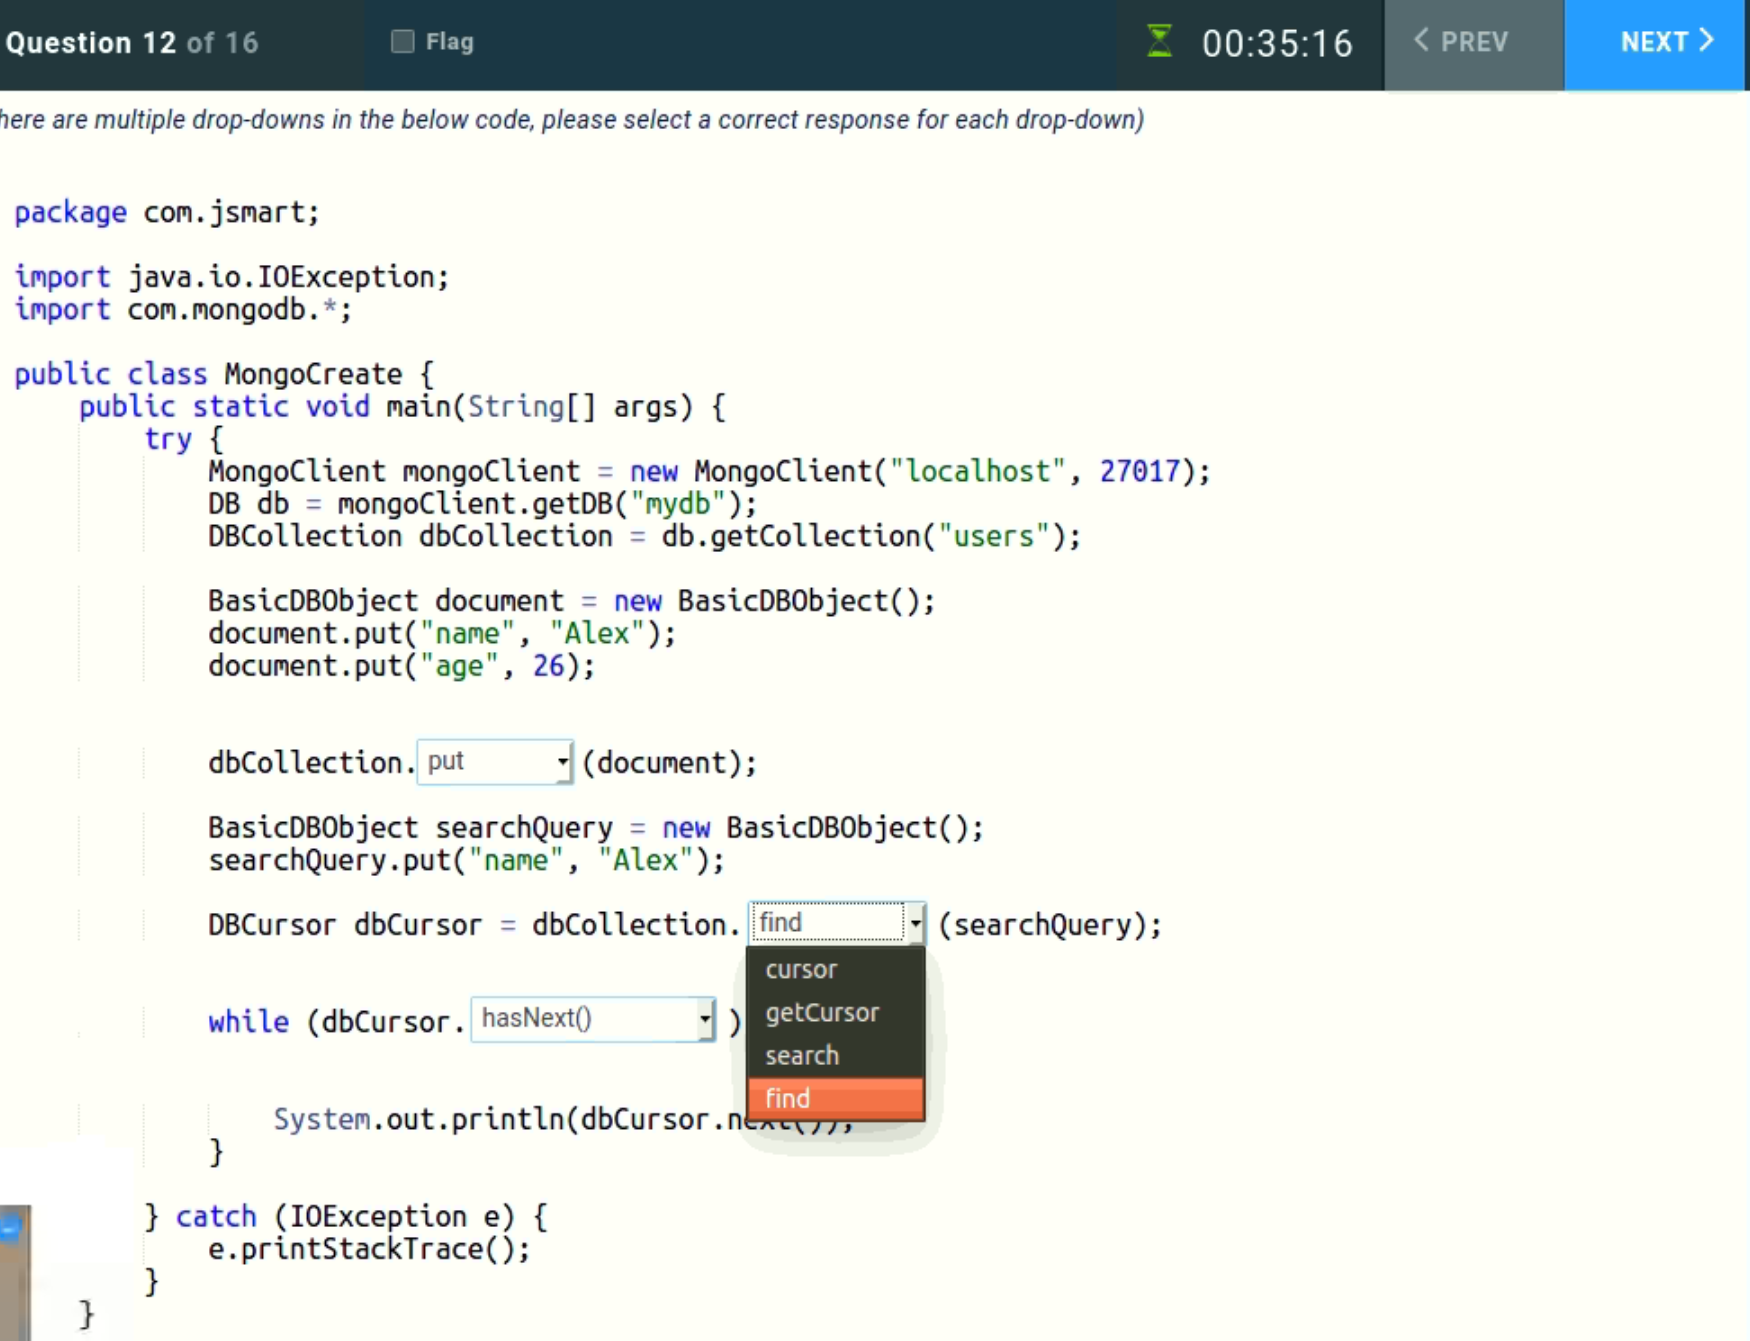 Question 12 of 16 Flag 00:35:16 PREV NEXT
here are multiple drop-downs in the below code, please select a correct response for each drop-down)
package com.jsmart;
import java.io.IOException;
import com.mongodb.*;
public class MongoCreate {
public static void main(String[] args) {
try {
MongoClient mongoClient = new MongoClient("localhost", 27017);
DB db = mongoClient.getDB("mydb");
DBCollection dbCollection = db.getCollection("users");
BasicDBObject document = new BasicDBObject();
document.put("name", "Alex");
document.put("age", 26);
dbCollection. put (document);
BasicDBObject searchQuery = new BasicDBObject();
searchQuery.put("name", "Alex");
DBCursor dbCursor = dbCollection. find (searchQuery);
cursor
getCursor
search
find
while (dbCursor. hasNext() )
System.out.println(dbCursor.next());
}
} catch (IOException e) {
e.printStackTrace();
}
}